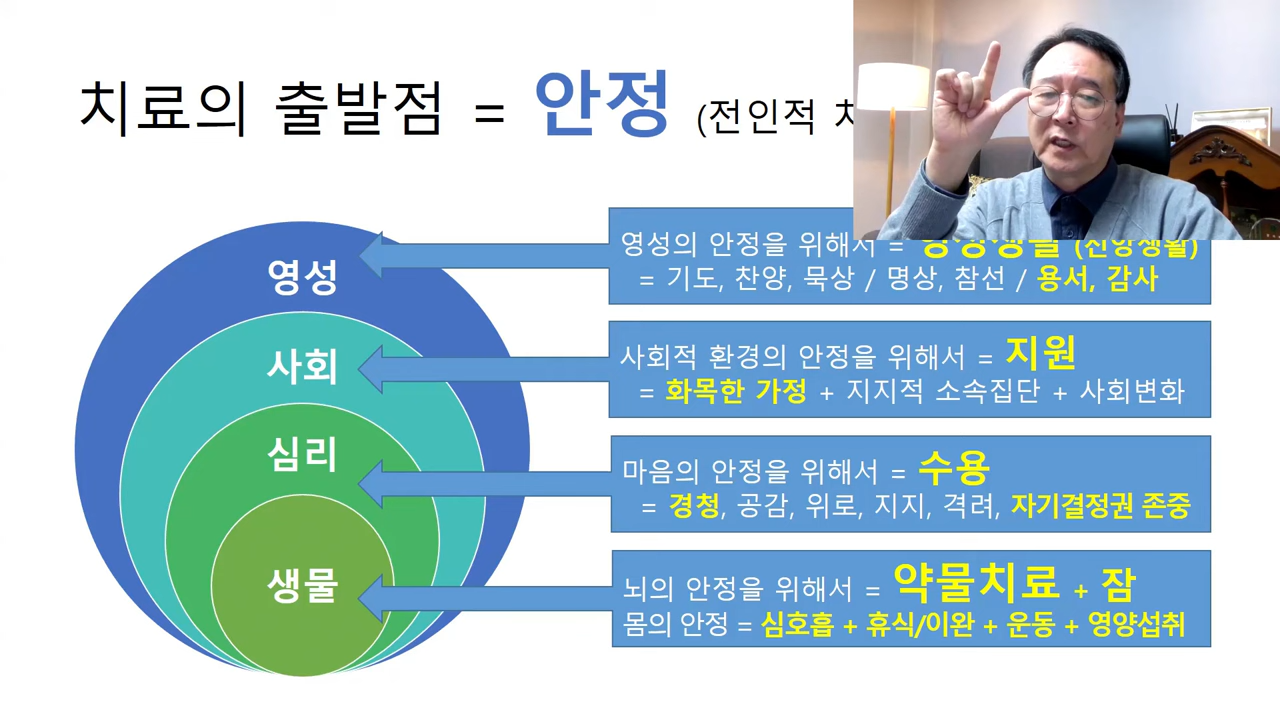 치료의 출발점 = 안정 (전인적
영성
사회
심리
생물
영성의 안정을 위해서 = (신앙생활)
= 기도, 찬양, 묵상 / 명상, 참선 / 용서, 감사
사회적 환경의 안정을 위해서 = 지원
= 화목한 가정 + 지지적 소속집단 + 사회변화
마음의 안정을 위해서 = 수용
= 경청, 공감, 위로, 지지, 격려, 자기결정권 존중
뇌의 안정을 위해서 = 약물치료 + 잠
몸의 안정 = 심호흡 + 휴식/이완 + 운동 + 영양섭취